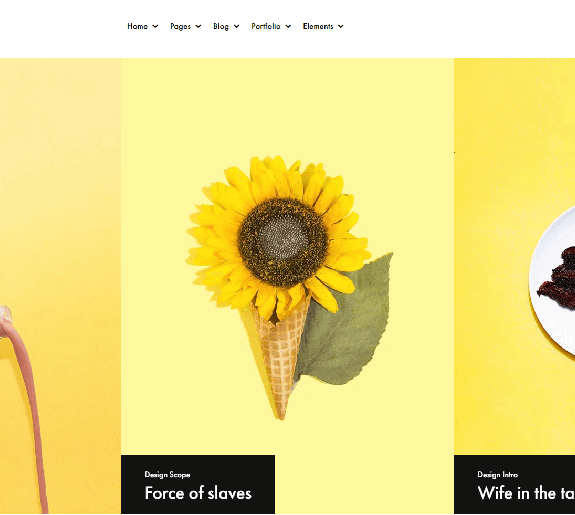 Home Pages Blog Portfolio Elements
Design Scope
Force of slaves
Design Intro
Wife in the ta